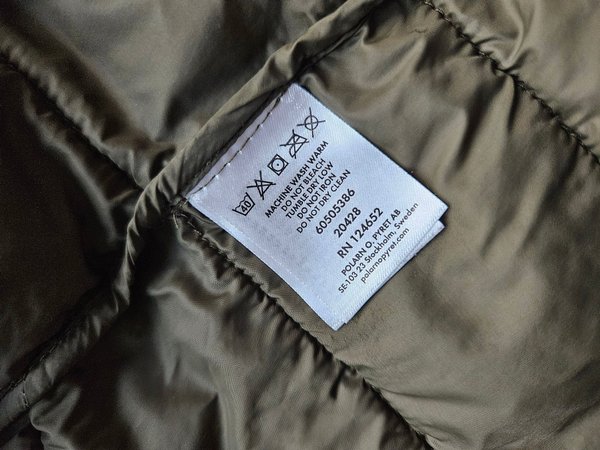 40
MACHINE WASH WARM
DO NOT BLEACH
TUMBLE DRY LOW
DO NOT IRON
DO NOT DRY CLEAN
60505386
20428
RN 124652
POLARN O. PYRET AB
SE-103 23 Stockholm, Sweden
polarnopyret.com